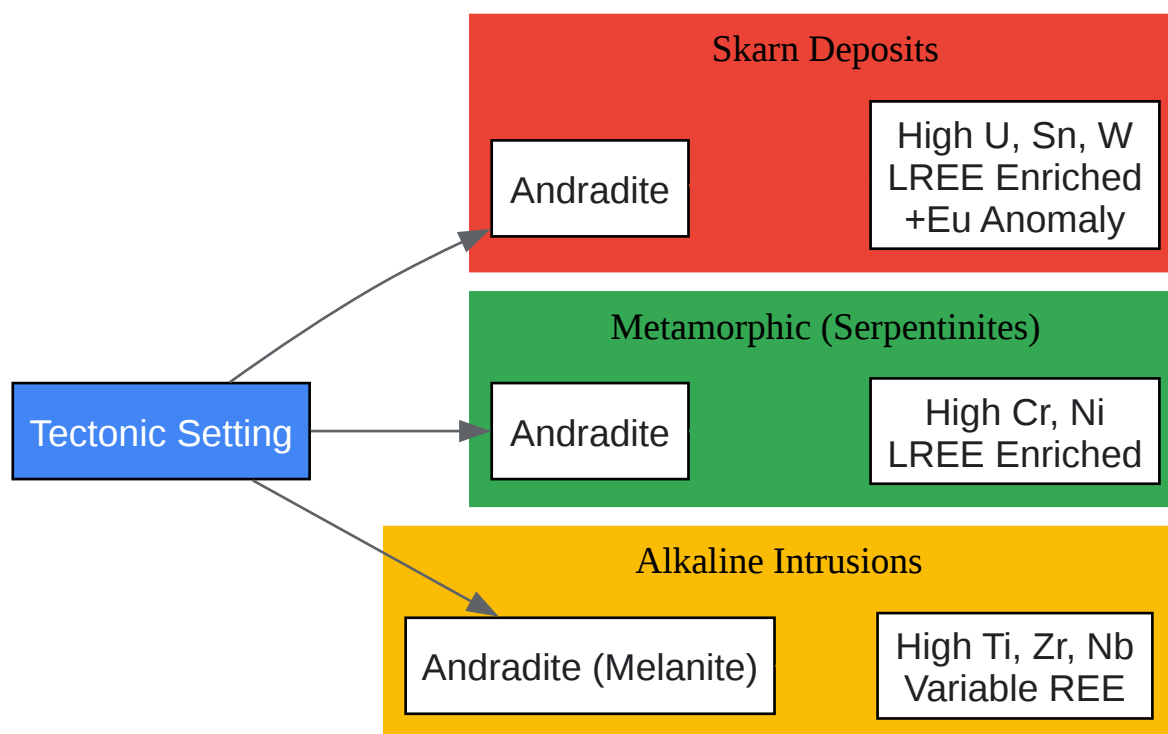 Tectonic Setting
Skarn Deposits
Andradite
High U, Sn, W
LREE Enriched
+Eu Anomaly
Metamorphic (Serpentinites)
Andradite
High Cr, Ni
LREE Enriched
Alkaline Intrusions
Andradite (Melanite)
High Ti, Zr, Nb
Variable REE